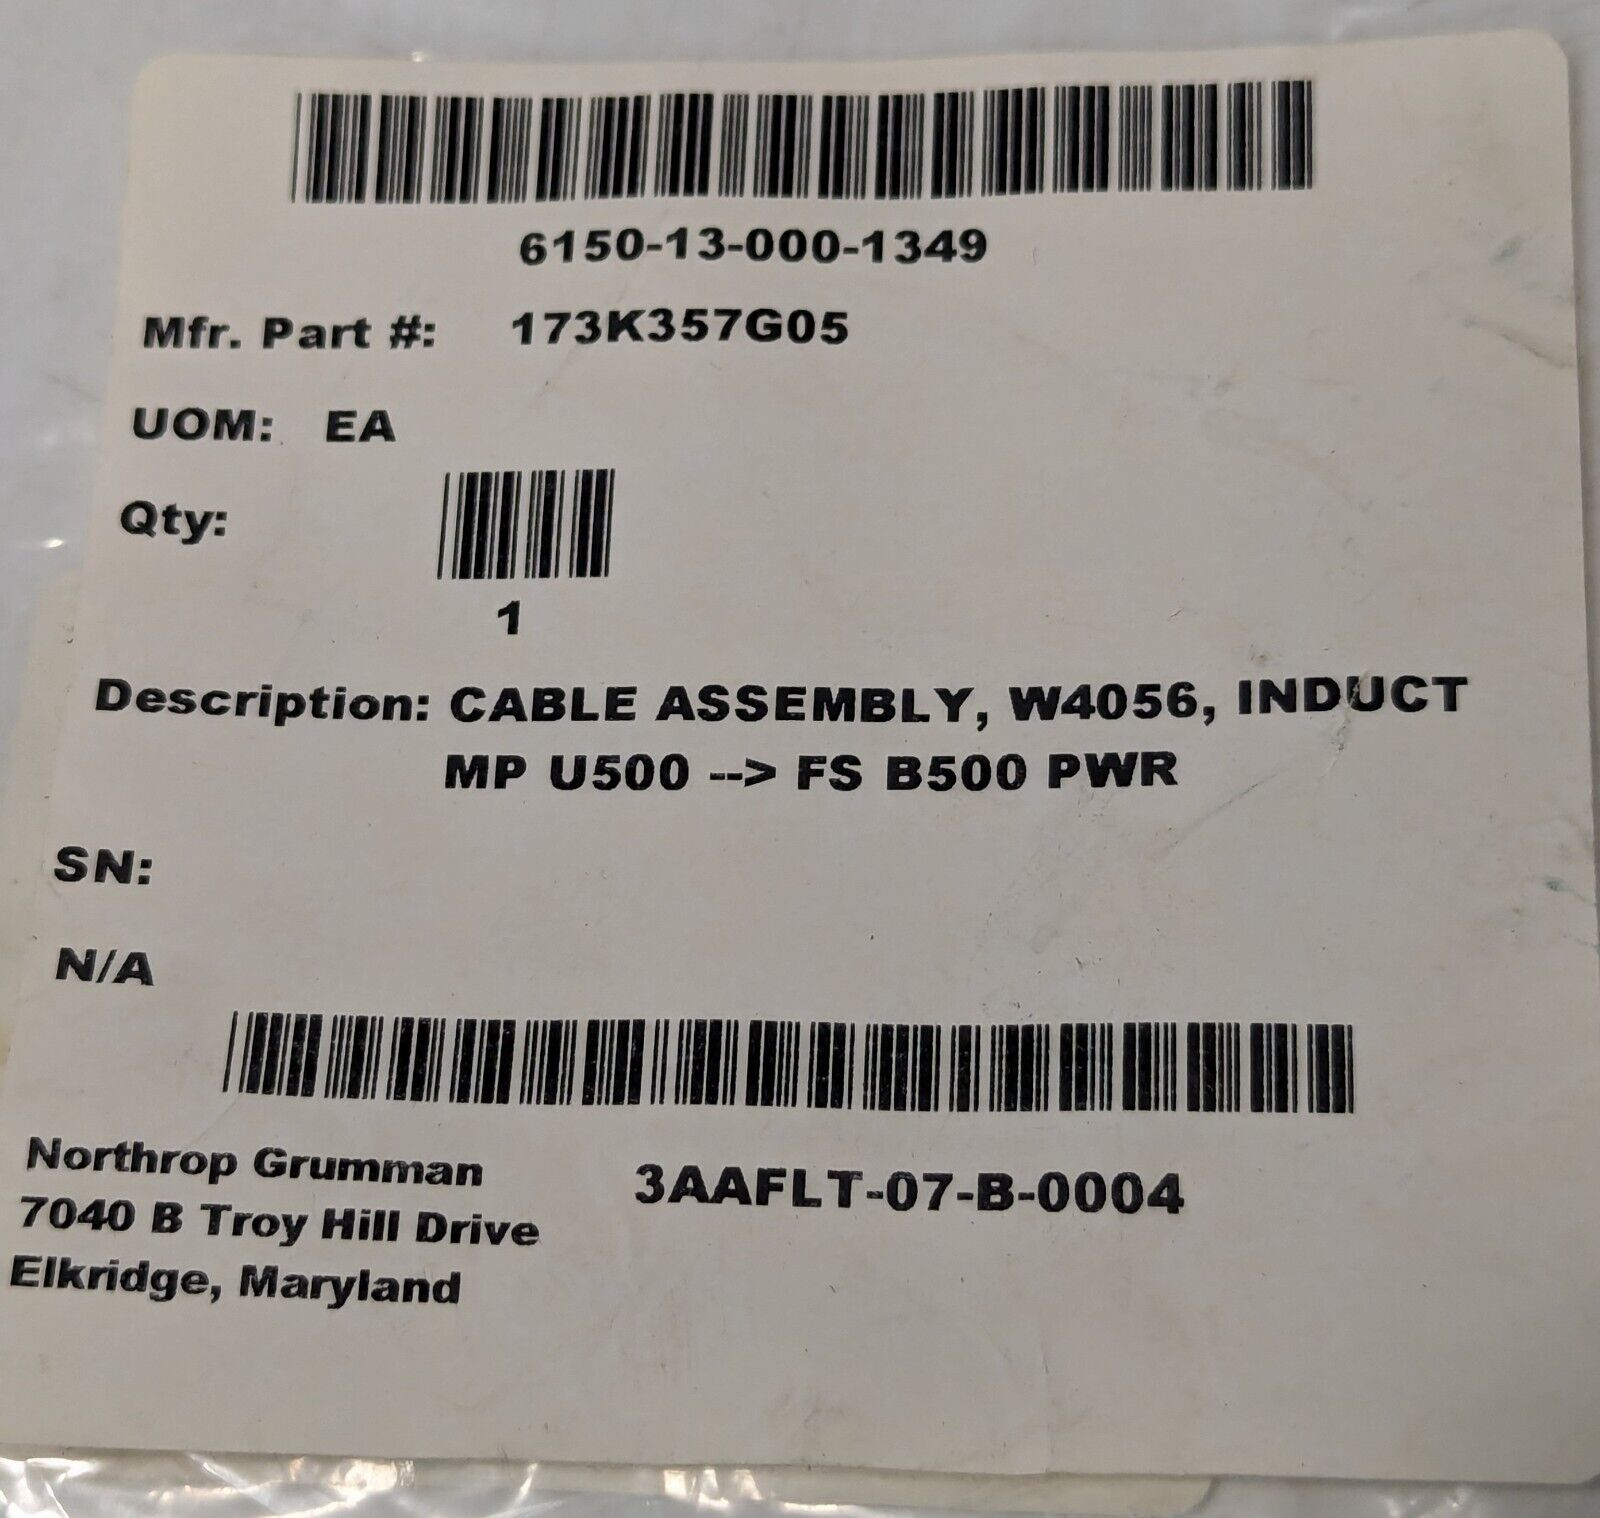 6150-13-000-1349
Mfr. Part #: 173K357G05
UOM: EA
Qty:
1
Description: CABLE ASSEMBLY, W4056, INDUCT
MP U500 --> FS B500 PWR
SN:
N/A
Northrop Grumman
7040 B Troy Hill Drive
Elkridge, Maryland
3AAFLT-07-B-0004